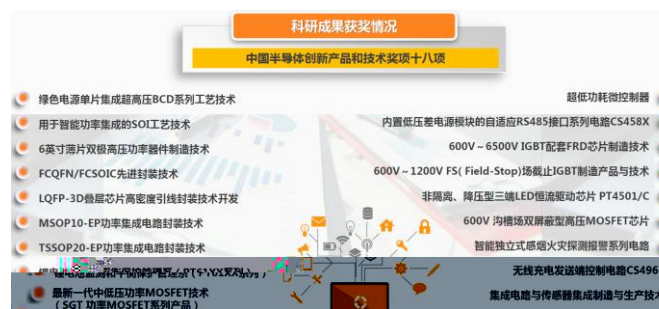 科研成果获奖情况
中国半导体创新产品和技术奖项十八项
绿色电源单片集成超高压BCD系列工艺技术
用于智能功率集成的SOI工艺技术
6英寸薄片双极高压功率器件制造技术
FCQFN/FCSOIC先进封装技术
LQFP-3D叠层芯片高密度引线封装技术开发
MSOP10-EP功率集成电路封装技术
TSSOP20-EP功率集成电路封装技术
最新一代中低压功率MOSFET技术
（SGT 功率MOSFET系列产品）
超低功耗微控制器
内置低压差电源模块的自适应RS485接口系列电路CS458X
600V～6500V IGBT配套FRD芯片制造技术
600V～1200V FS( Field-Stop)场截止IGBT制造产品与技术
非隔离、降压型三端LED恒流驱动芯片 PT4501/C
600V 沟槽场双屏蔽型高压MOSFET芯片
智能独立式感烟火灾探测报警系列电路
无线充电发送端控制电路CS496
集成电路与传感器集成制造与生产技